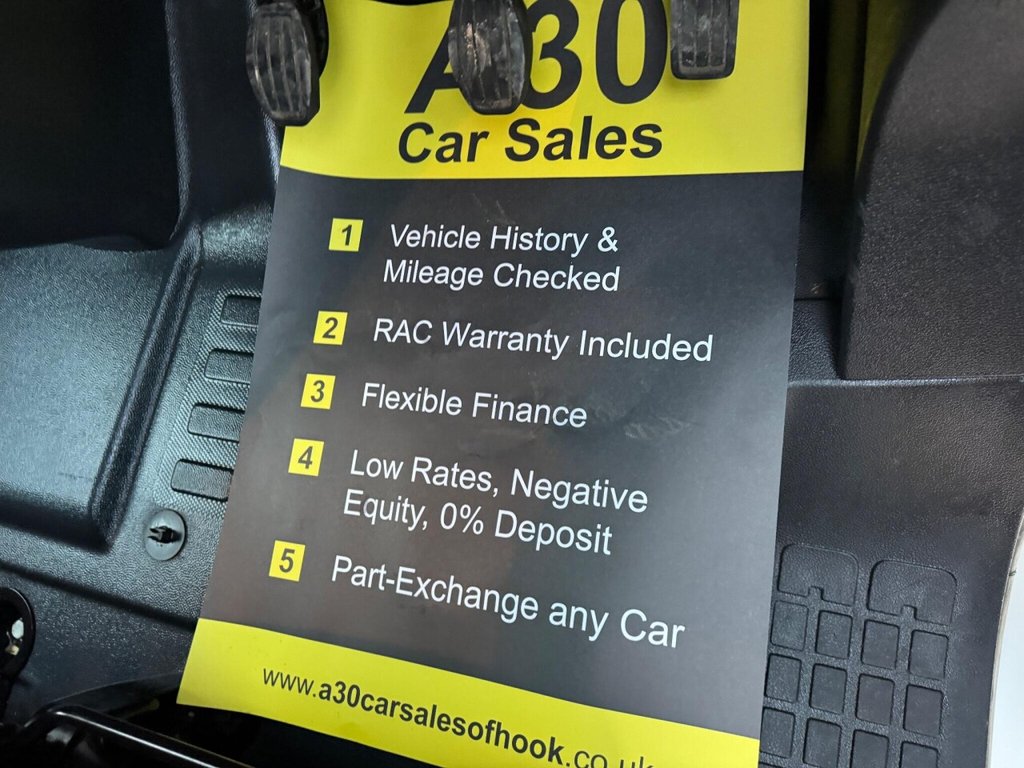 A30
Car Sales
1 Vehicle History &
Mileage Checked
2 RAC Warranty Included
3 Flexible Finance
4 Low Rates, Negative
Equity, 0% Deposit
5 Part-Exchange any Car
www.a30carsalesofhook.co.uk